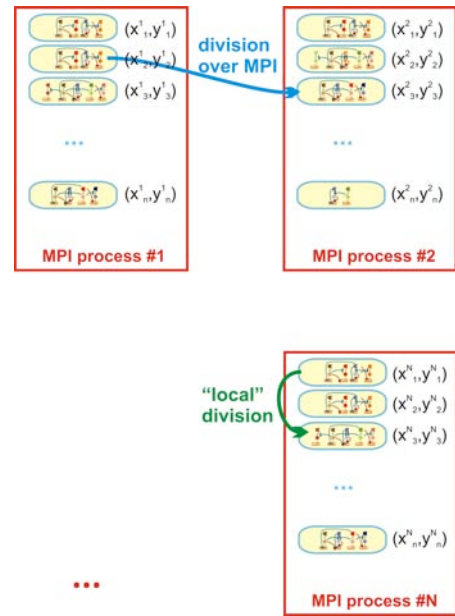 (x¹₁,y¹₁)
(x¹₂,y¹₂)
(x¹₃,y¹₃)
...
(x¹ₙ,y¹ₙ)
MPI process #1
division
over MPI
(x²₁,y²₁)
(x²₂,y²₂)
(x²₃,y²₃)
...
(x²ₙ,y²ₙ)
MPI process #2
“local”
division
(xᴺ₁,yᴺ₁)
(xᴺ₂,yᴺ₂)
(xᴺ₃,yᴺ₃)
...
(xᴺₙ,yᴺₙ)
MPI process #N
...